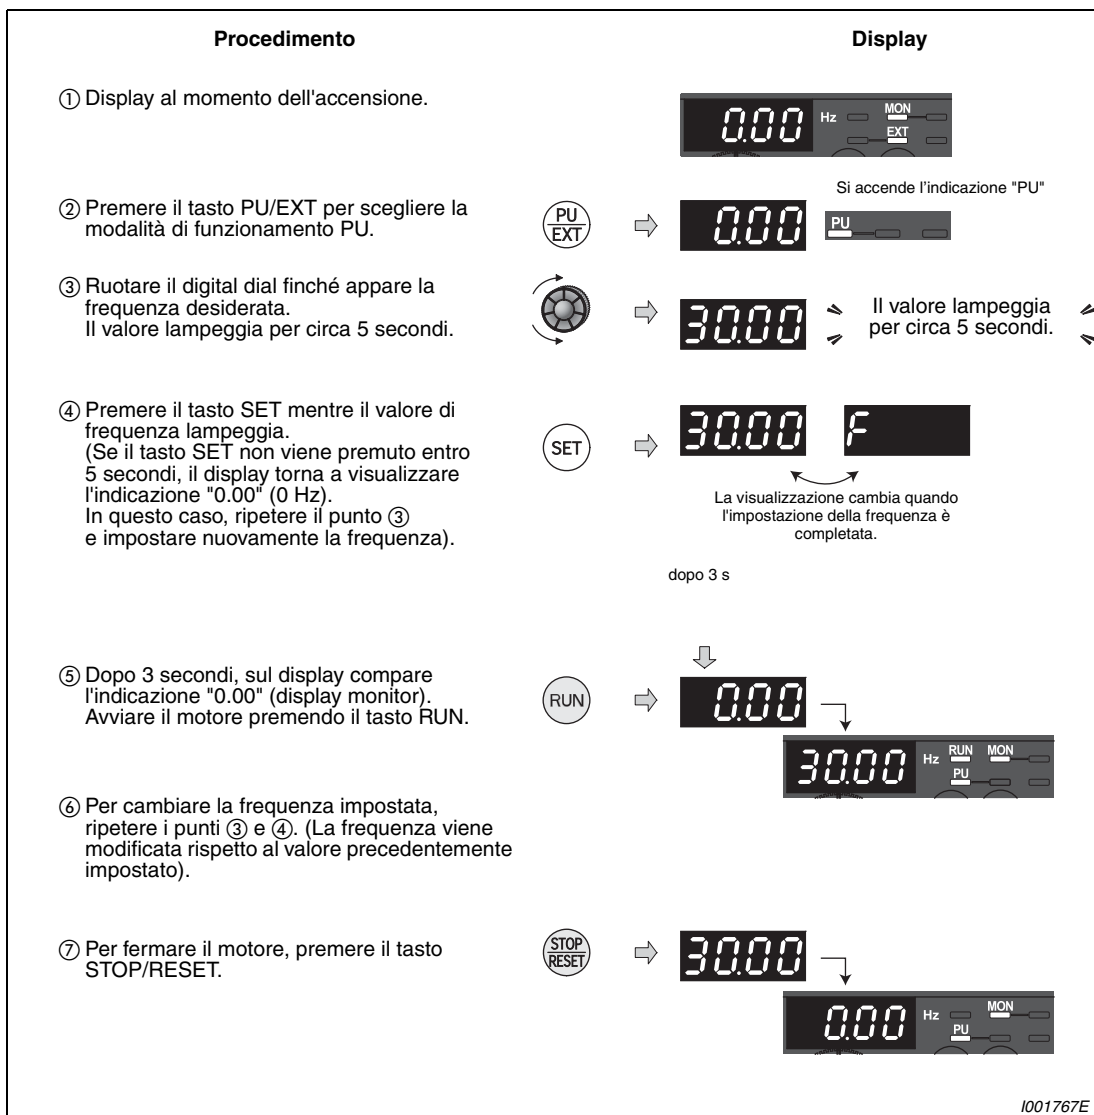 Procedimento
Display
① Display al momento dell'accensione.
0.00 Hz MON
EXT
Si accende l'indicazione "PU"
② Premere il tasto PU/EXT per scegliere la
modalità di funzionamento PU.
PU
EXT
0.00
PU
③ Ruotare il digital dial finché appare la
frequenza desiderata.
Il valore lampeggia per circa 5 secondi.
30.00
Il valore lampeggia
per circa 5 secondi.
④ Premere il tasto SET mentre il valore di
frequenza lampeggia.
(Se il tasto SET non viene premuto entro
5 secondi, il display torna a visualizzare
l'indicazione "0.00" (0 Hz).
In questo caso, ripetere il punto ③
e impostare nuovamente la frequenza).
SET
30.00
F
La visualizzazione cambia quando
l'impostazione della frequenza è
completata.
dopo 3 s
⑤ Dopo 3 secondi, sul display compare
l'indicazione "0.00" (display monitor).
Avviare il motore premendo il tasto RUN.
RUN
0.00
30.00 Hz RUN MON
PU
⑥ Per cambiare la frequenza impostata,
ripetere i punti ③ e ④. (La frequenza viene
modificata rispetto al valore precedentemente
impostato).
⑦ Per fermare il motore, premere il tasto
STOP/RESET.
STOP
RESET
30.00
0.00 Hz MON
PU
I001767E